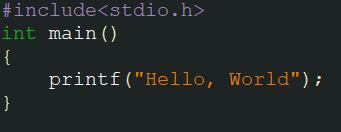 #include<stdio.h>
int main()
{
    printf("Hello, World");
}